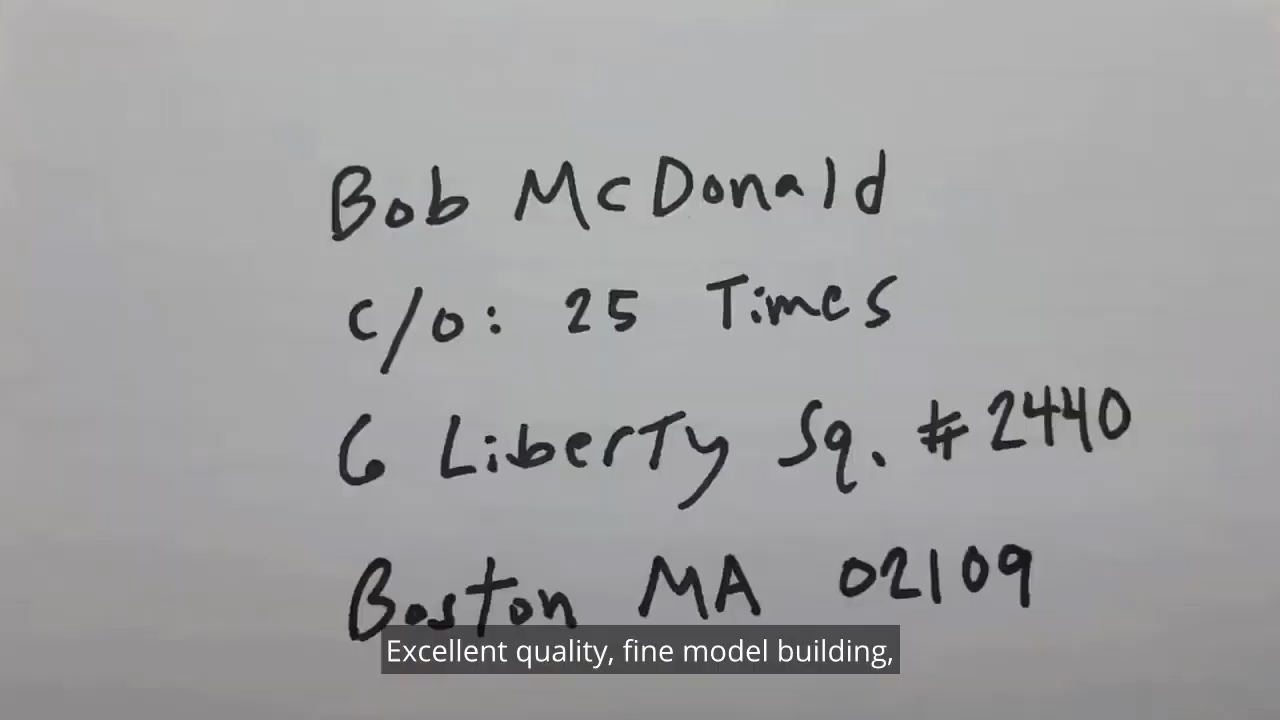 Bob McDonald
c/o: 25 Times
6 Liberty Sq. # 2440
Boston MA 02109
Excellent quality, fine model building,